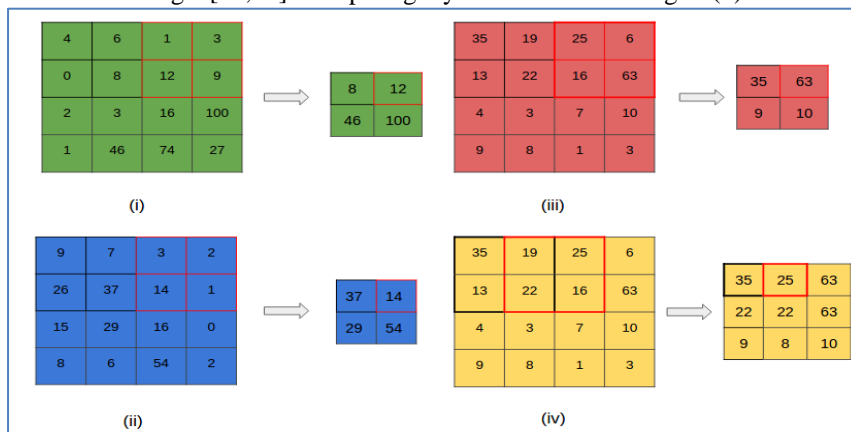 4 6 1 3
0 8 12 9
2 3 16 100
1 46 74 27
8 12
46 100
(i)
35 19 25 6
13 22 16 63
4 3 7 10
9 8 1 3
35 63
9 10
(iii)
9 7 3 2
26 37 14 1
15 29 16 0
8 6 54 2
37 14
29 54
(ii)
35 19 25 6
13 22 16 63
4 3 7 10
9 8 1 3
35 25 63
22 22 63
9 8 10
(iv)